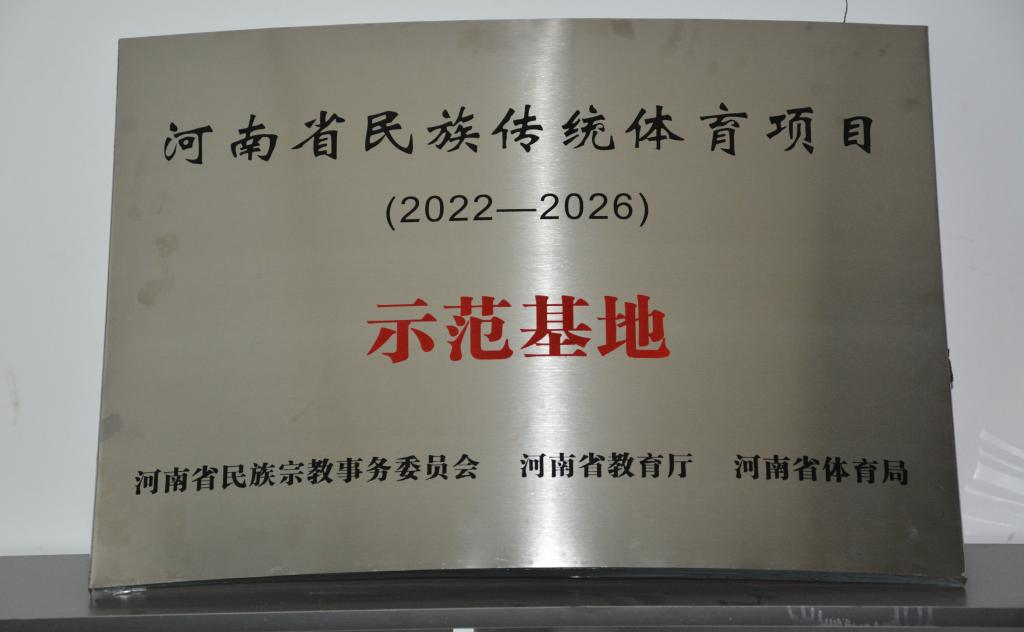 河南省民族传统体育项目
(2022—2026)
示范基地
河南省民族宗教事务委员会 河南省教育厅 河南省体育局